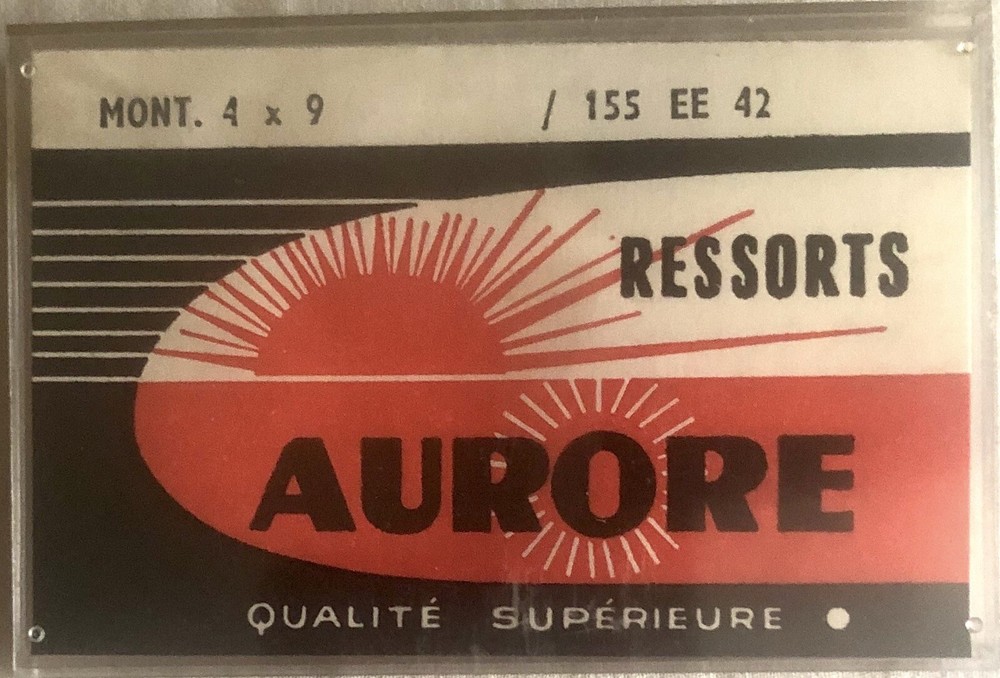 MONT. 4 x 9 / 155 EE 42
RESSORTS
AURORE
QUALITÉ SUPÉRIEURE